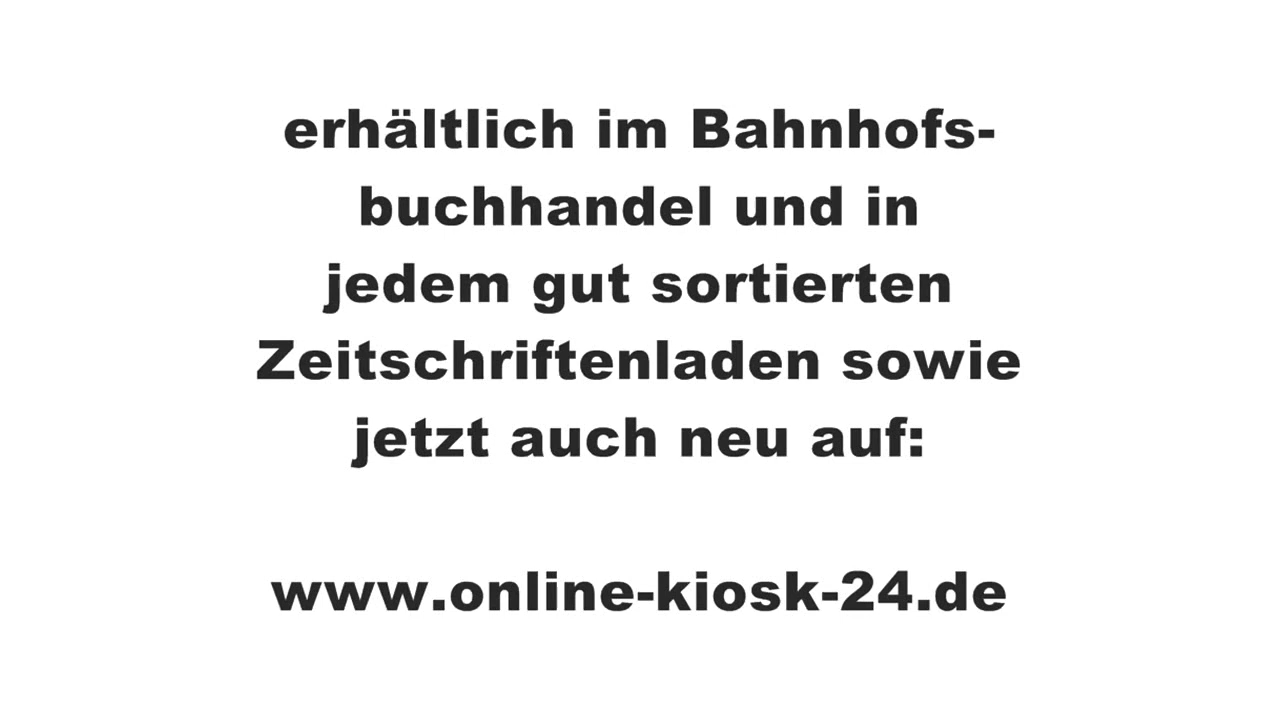 erhältlich im Bahnhofs-
buchhandel und in
jedem gut sortierten
Zeitschriftenladen sowie
jetzt auch neu auf:
www.online-kiosk-24.de